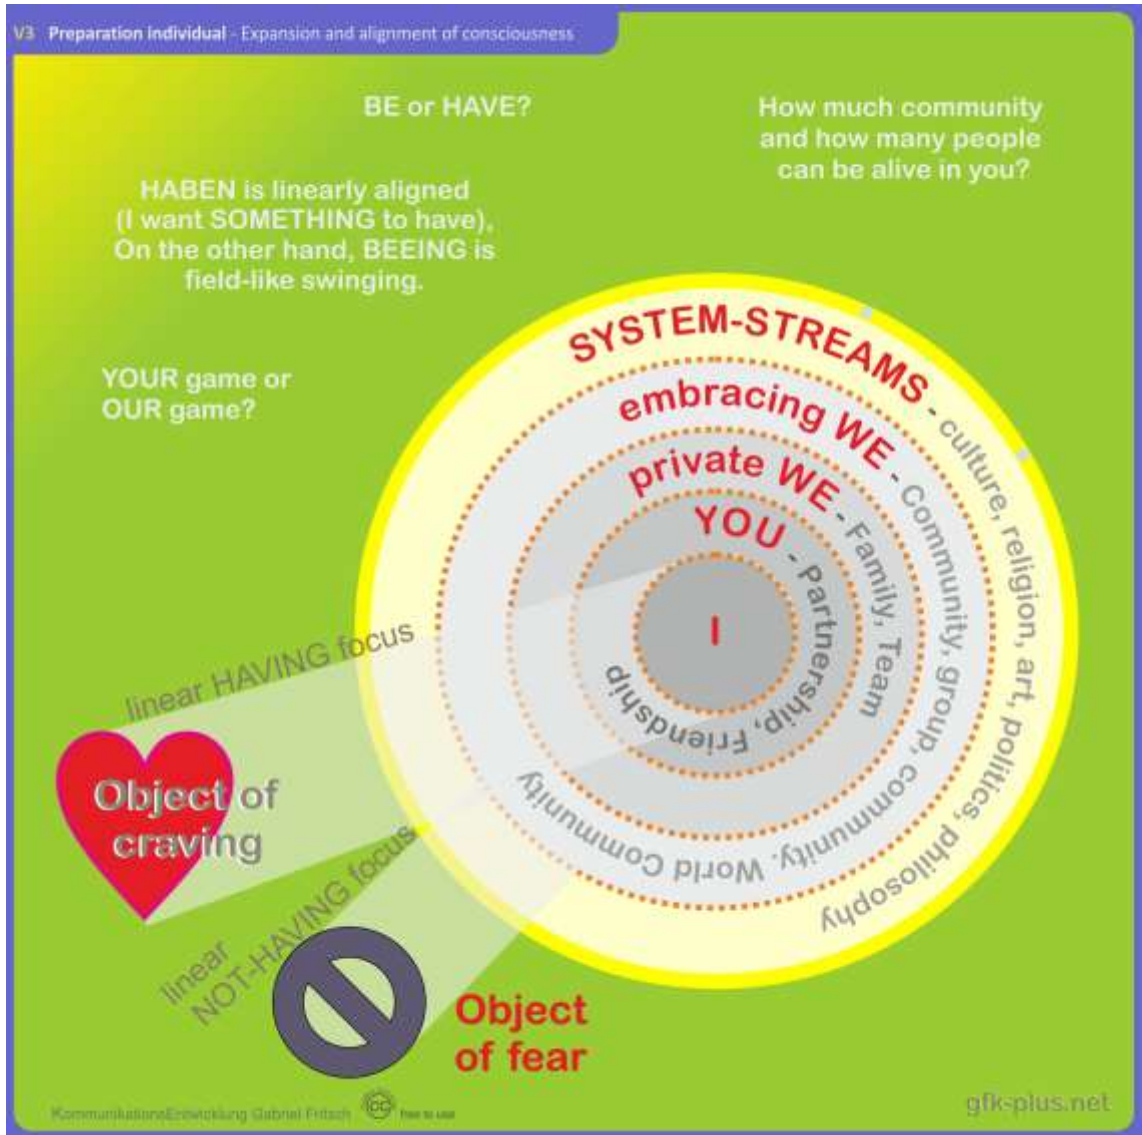 V3 Preparation individual - Expansion and alignment of consciousness
BE or HAVE?
How much community
and how many people
can be alive in you?
HABEN is linearly aligned
(I want SOMETHING to have),
On the other hand, BEEING is
field-like swinging.
YOUR game or
OUR game?
SYSTEM-STREAMS - culture, religion, art, politics, philosophy
embracing WE - Community, group, community, World Community
private WE - Family, Team
YOU - Partnership, Friendship
I
linear HAVING focus
Object of
craving
linear
NOT-HAVING focus
Object
of fear
KommunikationsEntwicklung Gabriel Fritsch (cc) free to use
gfk-plus.net